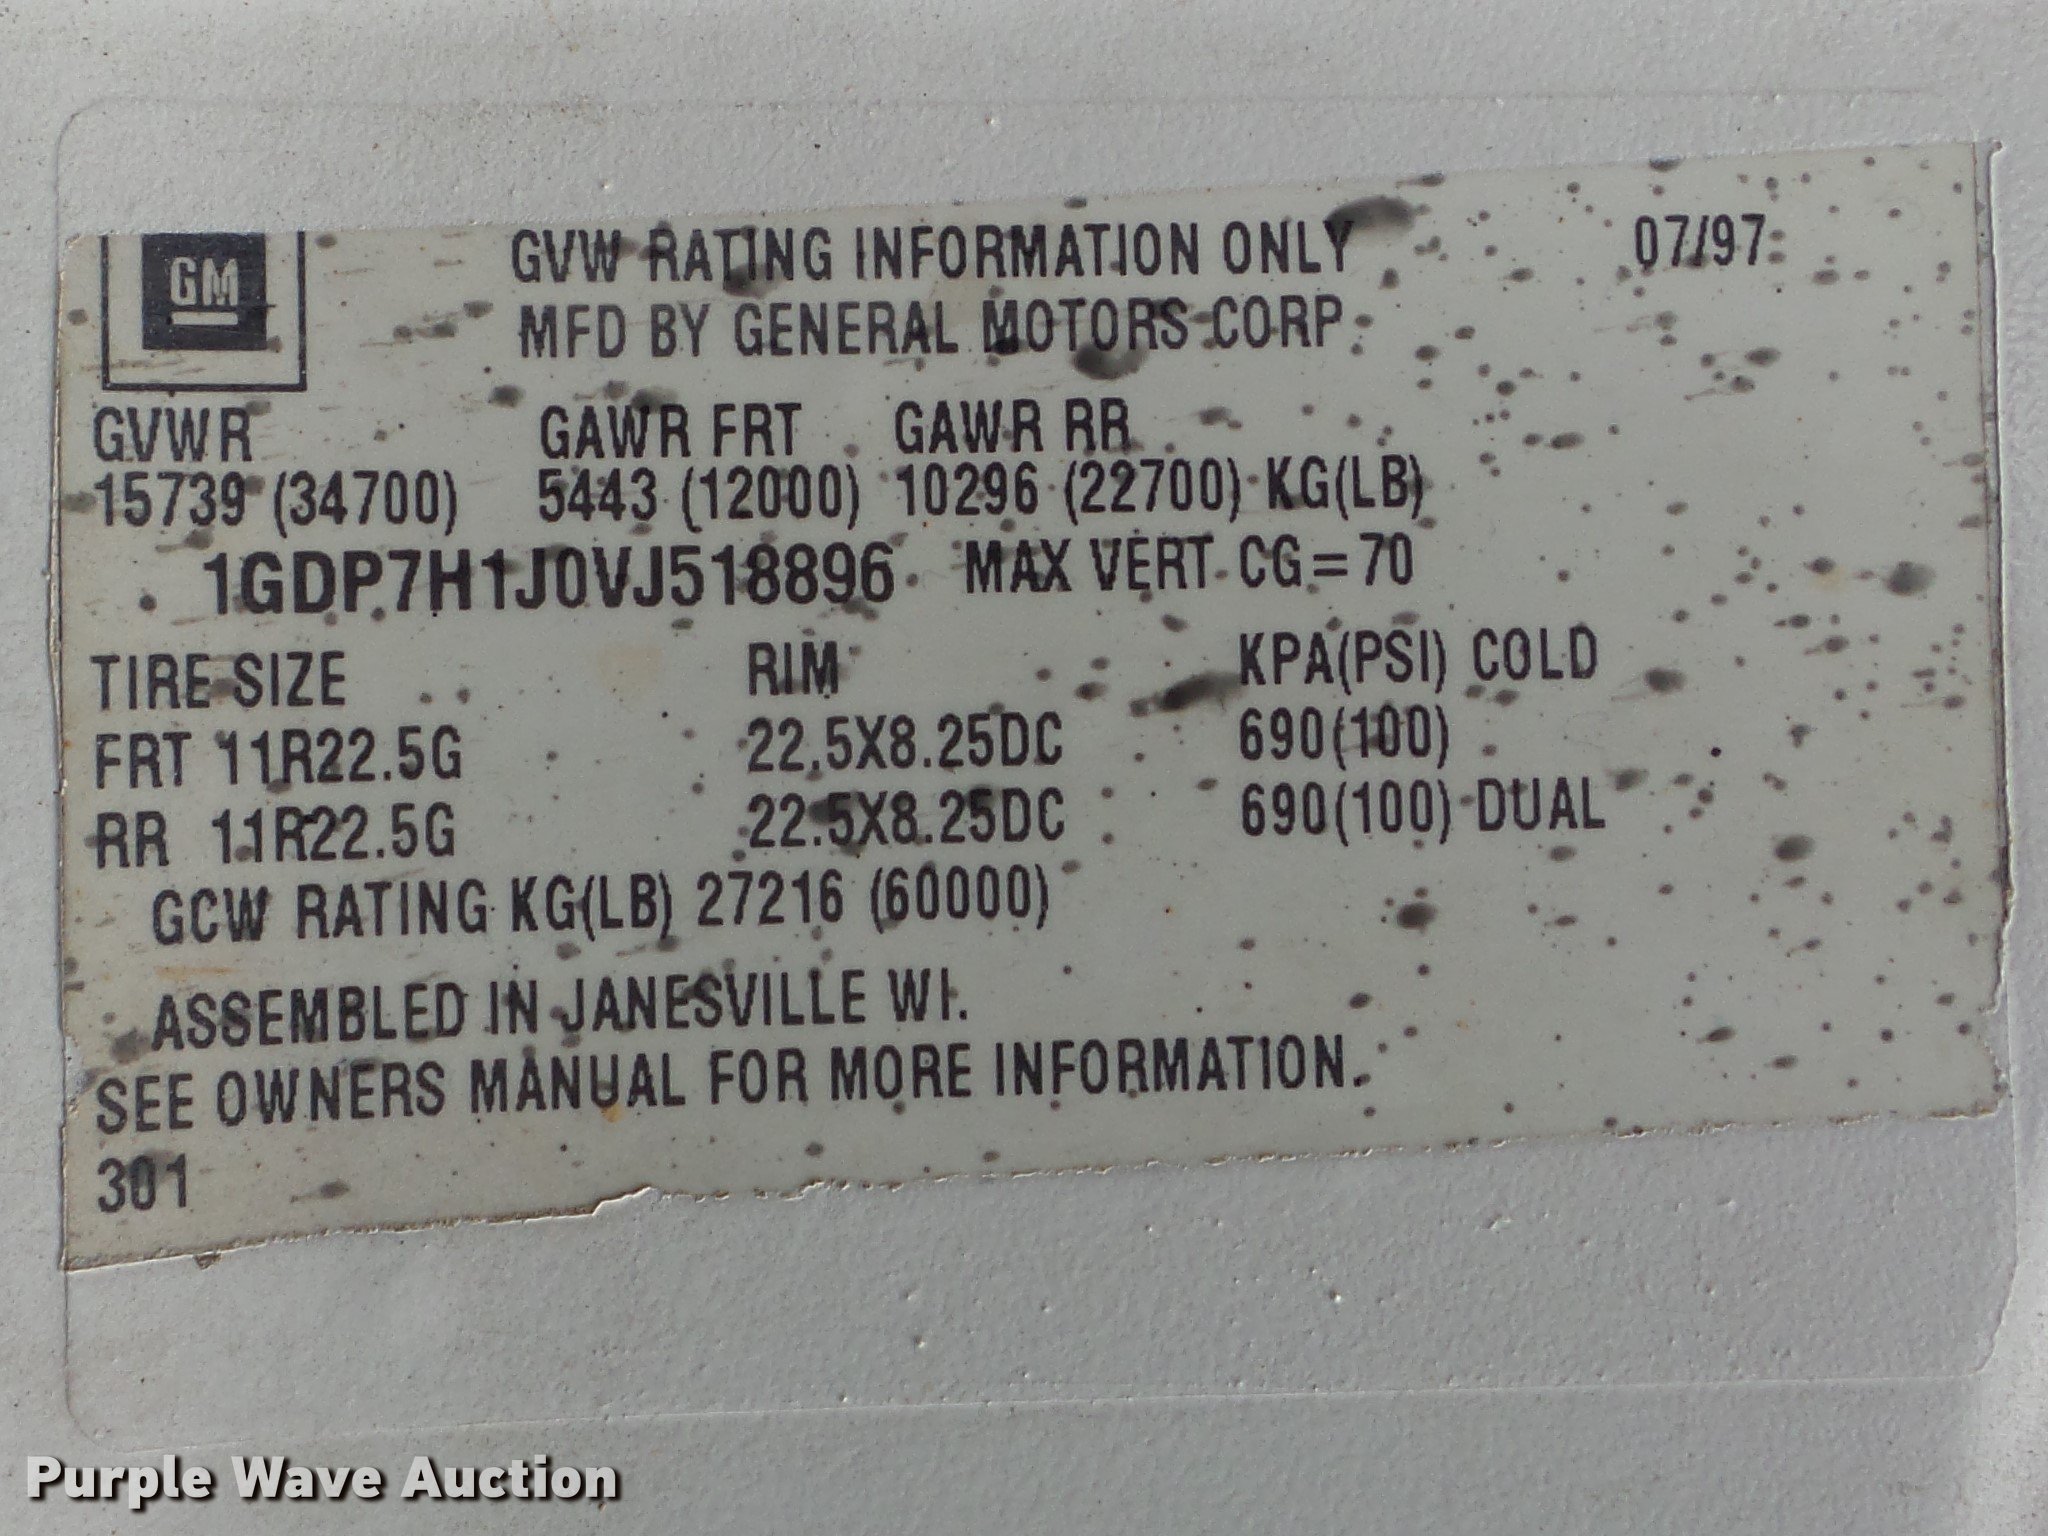 GM
GVW RATING INFORMATION ONLY 07/97
MFD BY GENERAL MOTORS CORP
GVWR GAWR FRT GAWR RR
15739 (34700) 5443 (12000) 10296 (22700) KG(LB)
1GDP7H1J0VJ518896 MAX VERT CG=70
TIRE SIZE RIM KPA(PSI) COLD
FRT 11R22.5G 22.5X8.25DC 690(100)
RR 11R22.5G 22.5X8.25DC 690(100) DUAL
GCW RATING KG(LB) 27216 (60000)
ASSEMBLED IN JANESVILLE WI.
SEE OWNERS MANUAL FOR MORE INFORMATION.
301
Purple Wave Auction